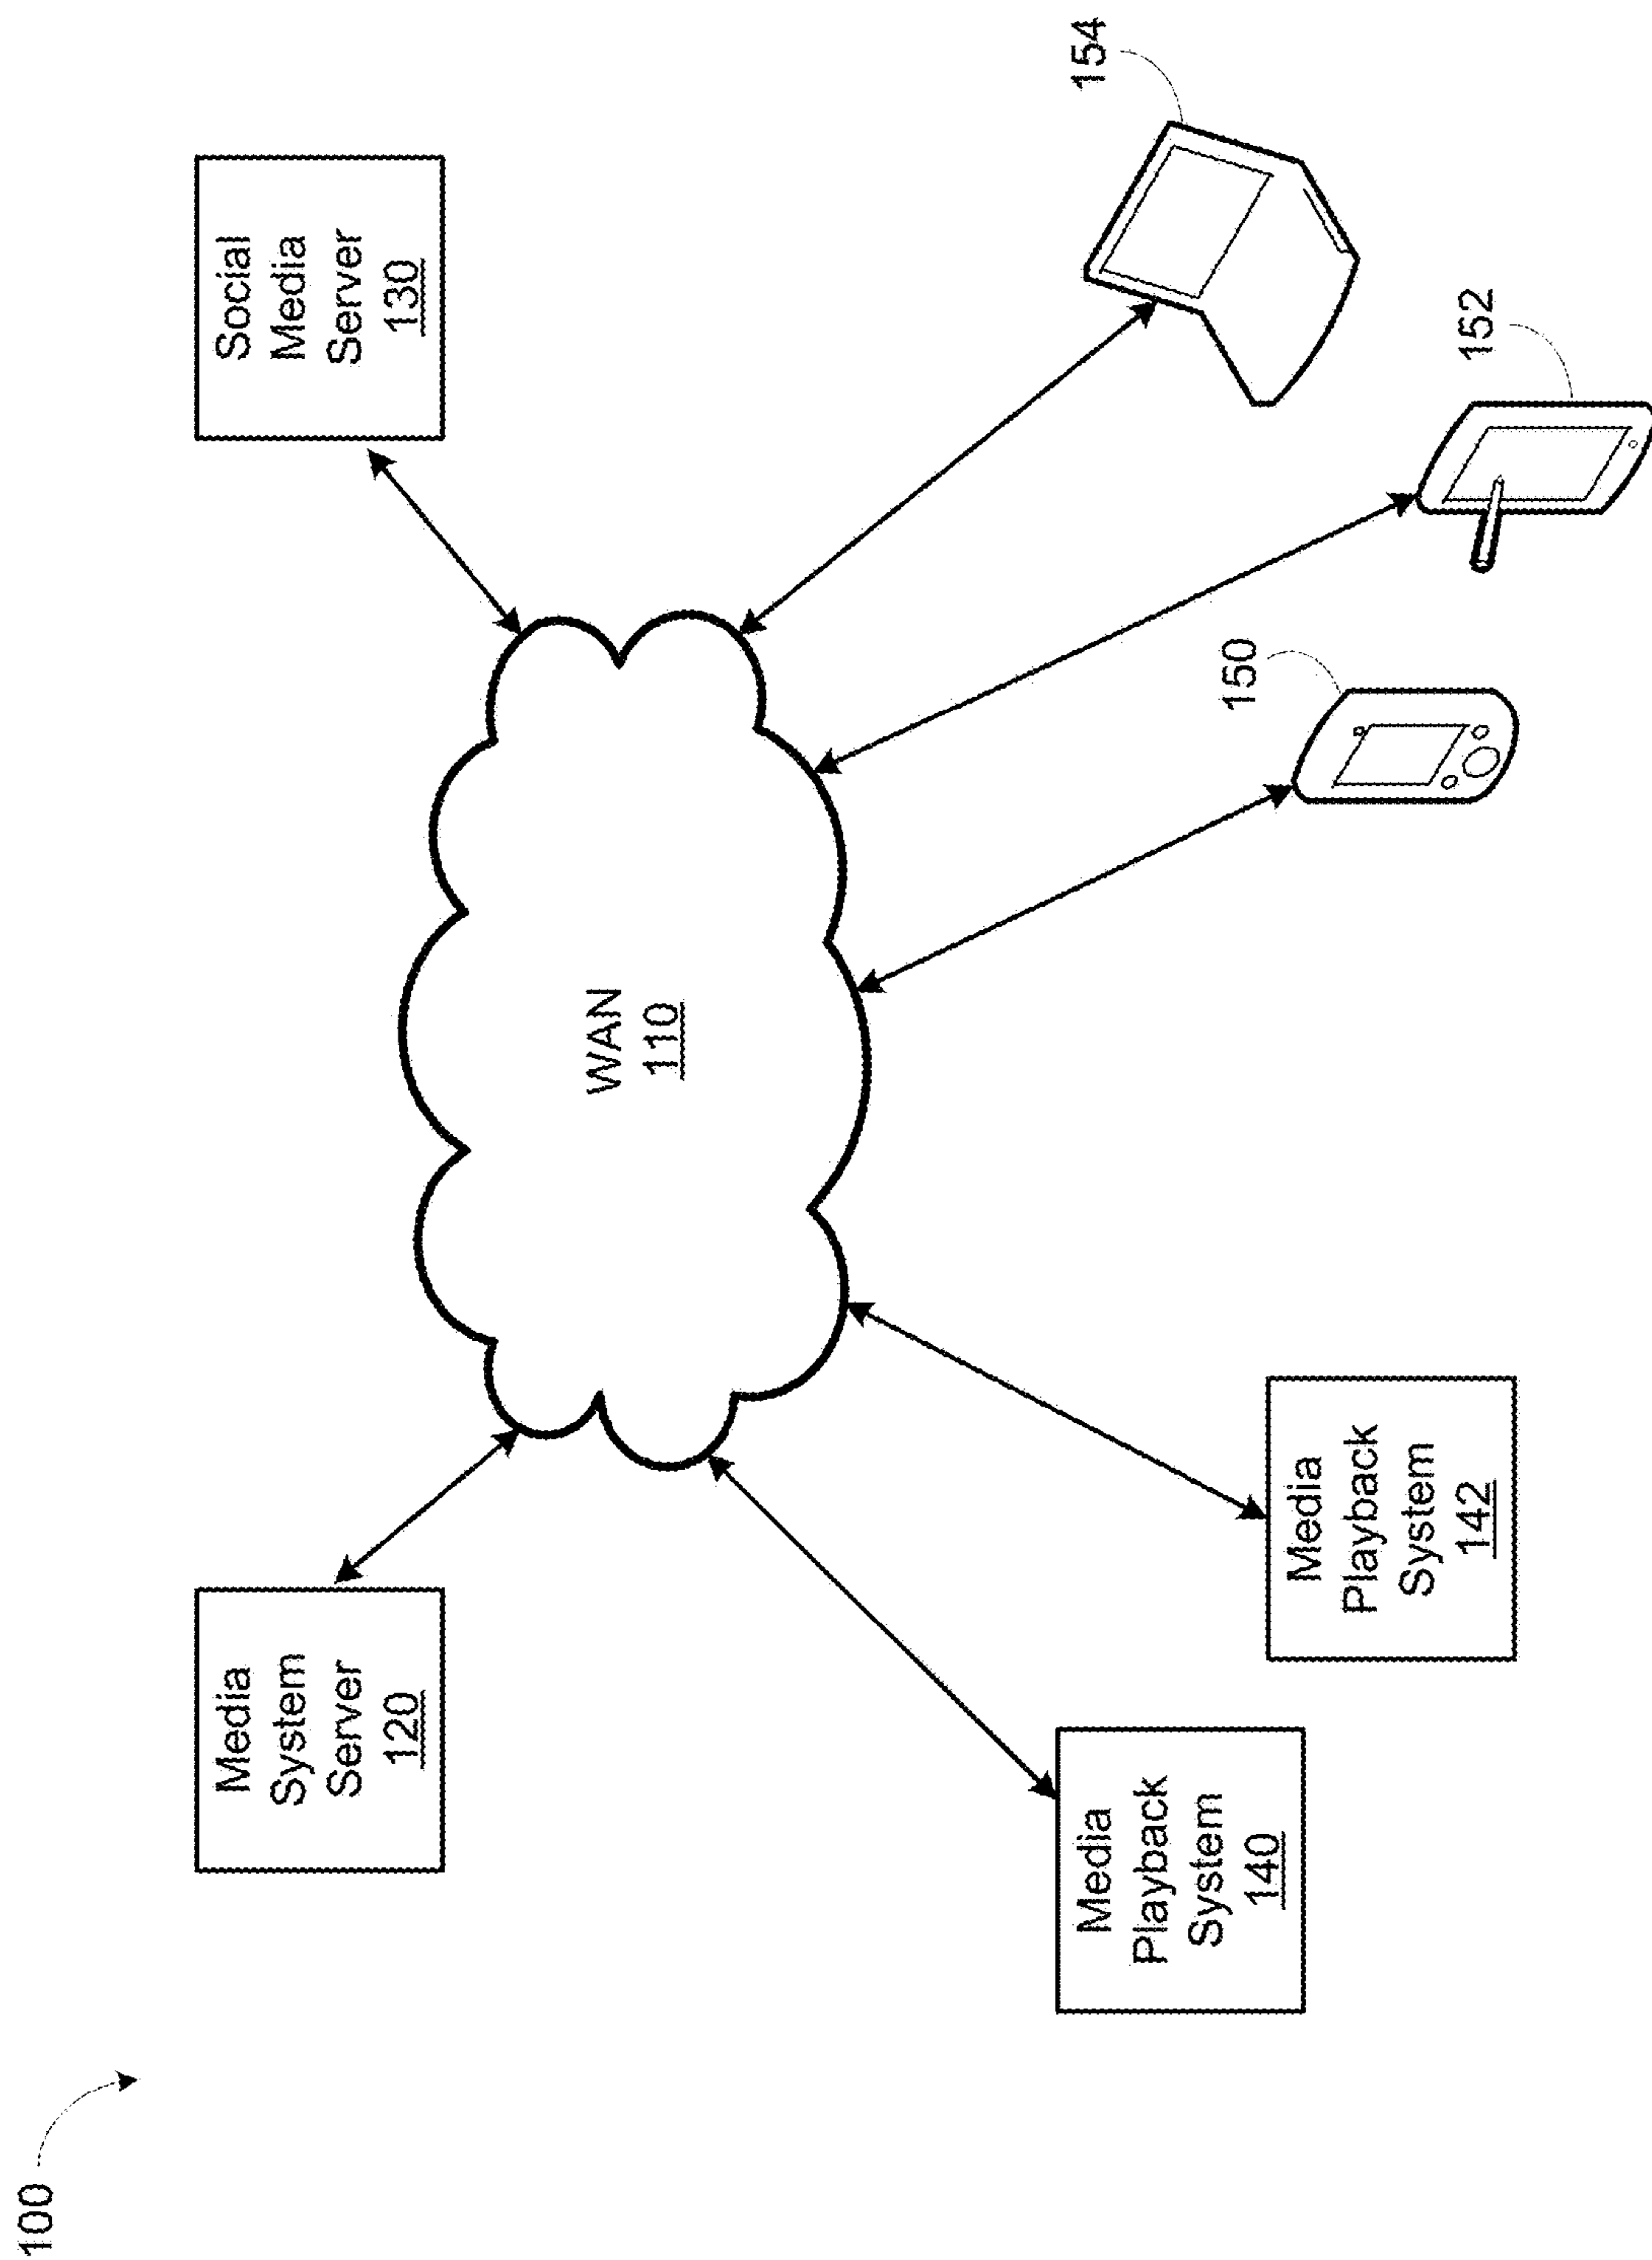 100
Media
System
Server
120
Social
Media
Server
130
WAN
110
Media
Playback
System
140
Media
Playback
System
142
150
152
154